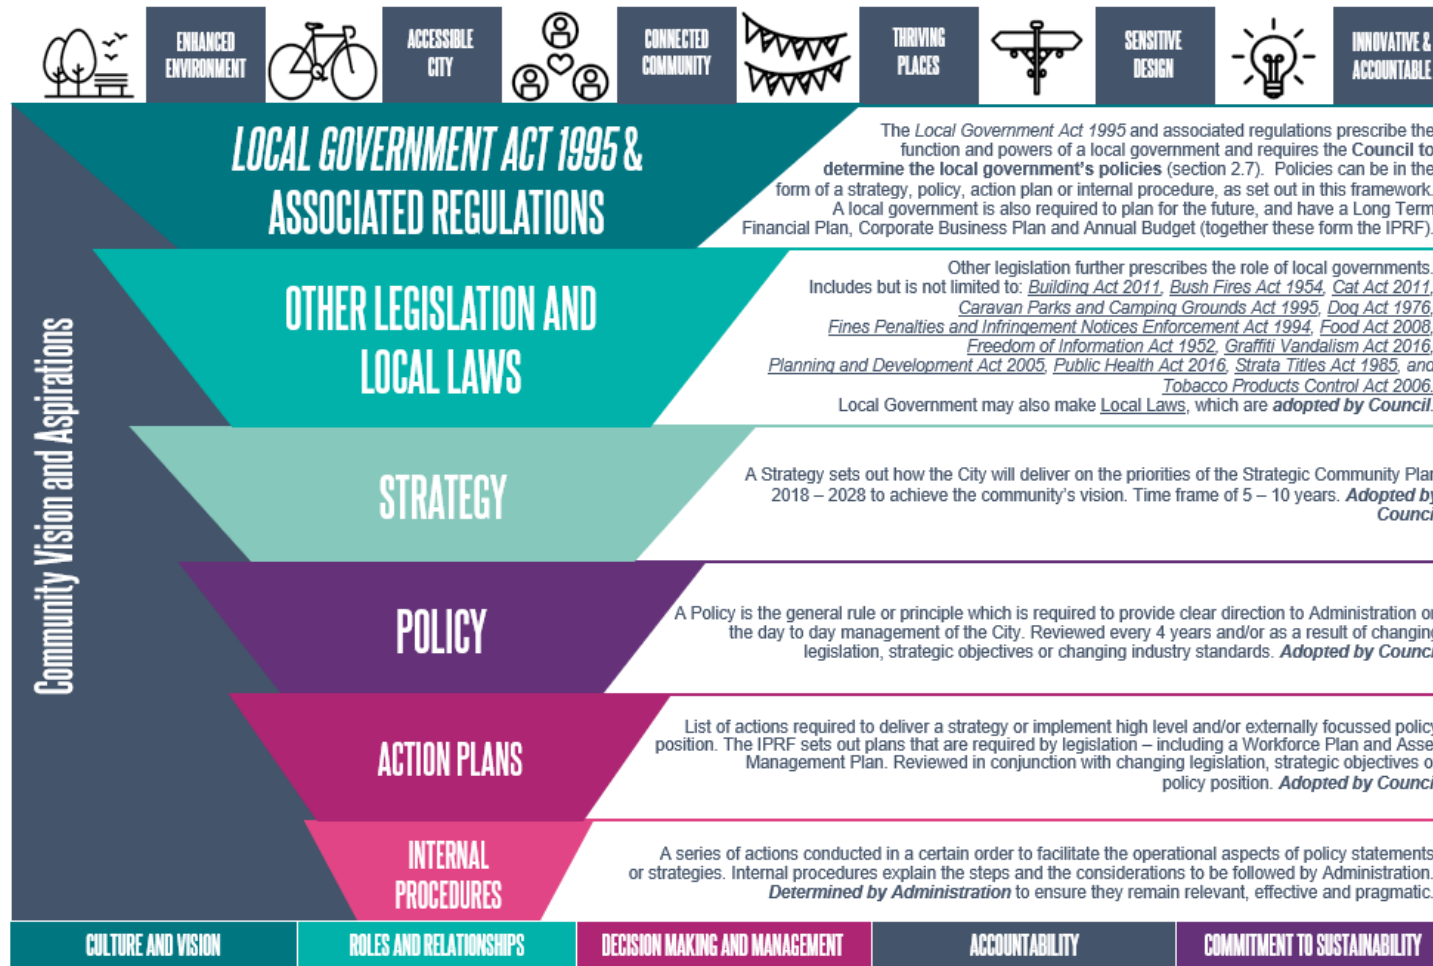 ENHANCED
ENVIRONMENT
ACCESSIBLE
CITY
CONNECTED
COMMUNITY
THRIVING
PLACES
SENSITIVE
DESIGN
INNOVATIVE &
ACCOUNTABLE
Community Vision and Aspirations
LOCAL GOVERNMENT ACT 1995 &
ASSOCIATED REGULATIONS
The Local Government Act 1995 and associated regulations prescribe the
function and powers of a local government and requires the Council to
determine the local government's policies (section 2.7). Policies can be in the
form of a strategy, policy, action plan or internal procedure, as set out in this framework.
A local government is also required to plan for the future, and have a Long Term
Financial Plan, Corporate Business Plan and Annual Budget (together these form the IPRF).
OTHER LEGISLATION AND
LOCAL LAWS
Other legislation further prescribes the role of local governments.
Includes but is not limited to: Building Act 2011, Bush Fires Act 1954, Cat Act 2011,
Caravan Parks and Camping Grounds Act 1995, Dog Act 1976,
Fines Penalties and Infringement Notices Enforcement Act 1994, Food Act 2008,
Freedom of Information Act 1952, Graffiti Vandalism Act 2016,
Planning and Development Act 2005, Public Health Act 2016, Strata Titles Act 1985, and
Tobacco Products Control Act 2006.
Local Government may also make Local Laws, which are adopted by Council.
STRATEGY
A Strategy sets out how the City will deliver on the priorities of the Strategic Community Plan
2018 – 2028 to achieve the community's vision. Time frame of 5 – 10 years. Adopted by
Counci
POLICY
A Policy is the general rule or principle which is required to provide clear direction to Administration on
the day to day management of the City. Reviewed every 4 years and/or as a result of changing
legislation, strategic objectives or changing industry standards. Adopted by Counci
ACTION PLANS
List of actions required to deliver a strategy or implement high level and/or externally focussed policy
position. The IPRF sets out plans that are required by legislation – including a Workforce Plan and Asse
Management Plan. Reviewed in conjunction with changing legislation, strategic objectives o
policy position. Adopted by Counci
INTERNAL
PROCEDURES
A series of actions conducted in a certain order to facilitate the operational aspects of policy statements
or strategies. Internal procedures explain the steps and the considerations to be followed by Administration.
Determined by Administration to ensure they remain relevant, effective and pragmatic.
CULTURE AND VISION
ROLES AND RELATIONSHIPS
DECISION MAKING AND MANAGEMENT
ACCOUNTABILITY
COMMITMENT TO SUSTAINABILITY